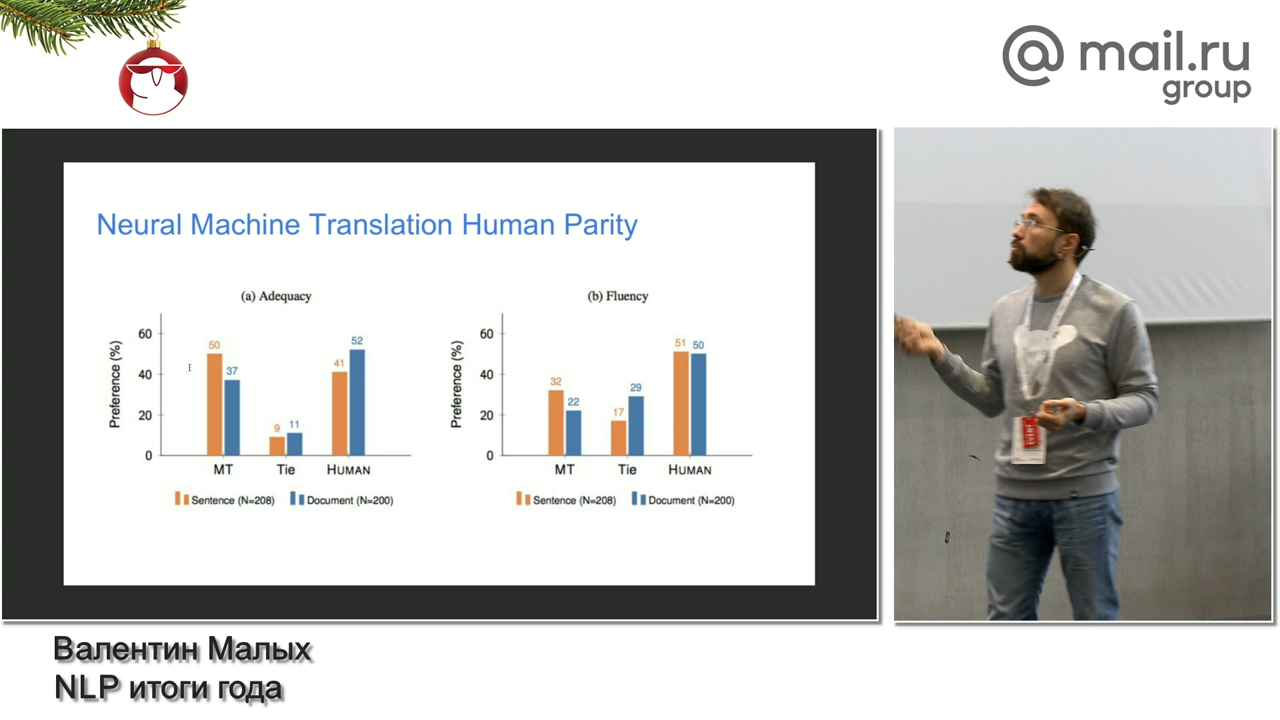 @ mail.ru
group
Neural Machine Translation Human Parity
(a) Adequacy
(b) Fluency
Preference (%)
60
40
20
0
50
37
9
11
41
52
MT
Tie
HUMAN
Sentence (N=208)
Document (N=200)
Preference (%)
60
40
20
0
32
22
17
29
51
50
MT
Tie
HUMAN
Sentence (N=208)
Document (N=200)
Валентин Малых
NLP итоги года